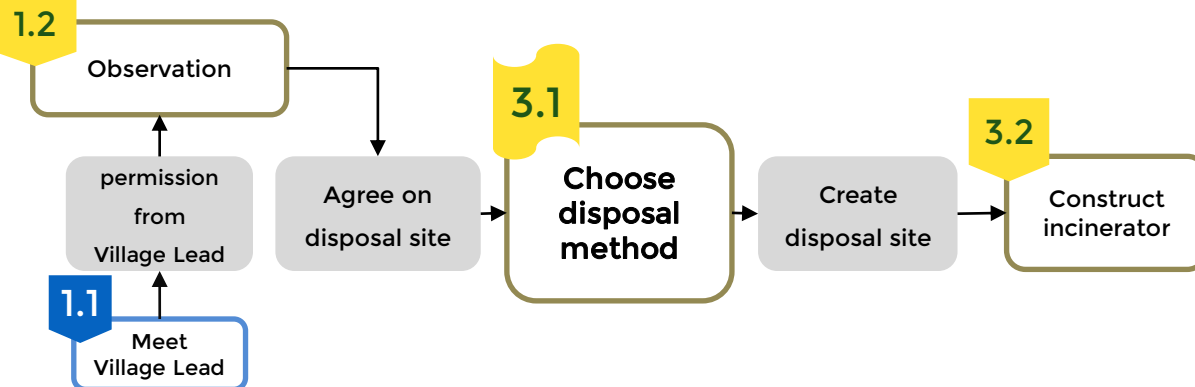 1.2
Observation
permission
from
Village Lead
1.1
Meet
Village Lead
Agree on
disposal site
3.1
Choose
disposal
method
Create
disposal site
3.2
Construct
incinerator